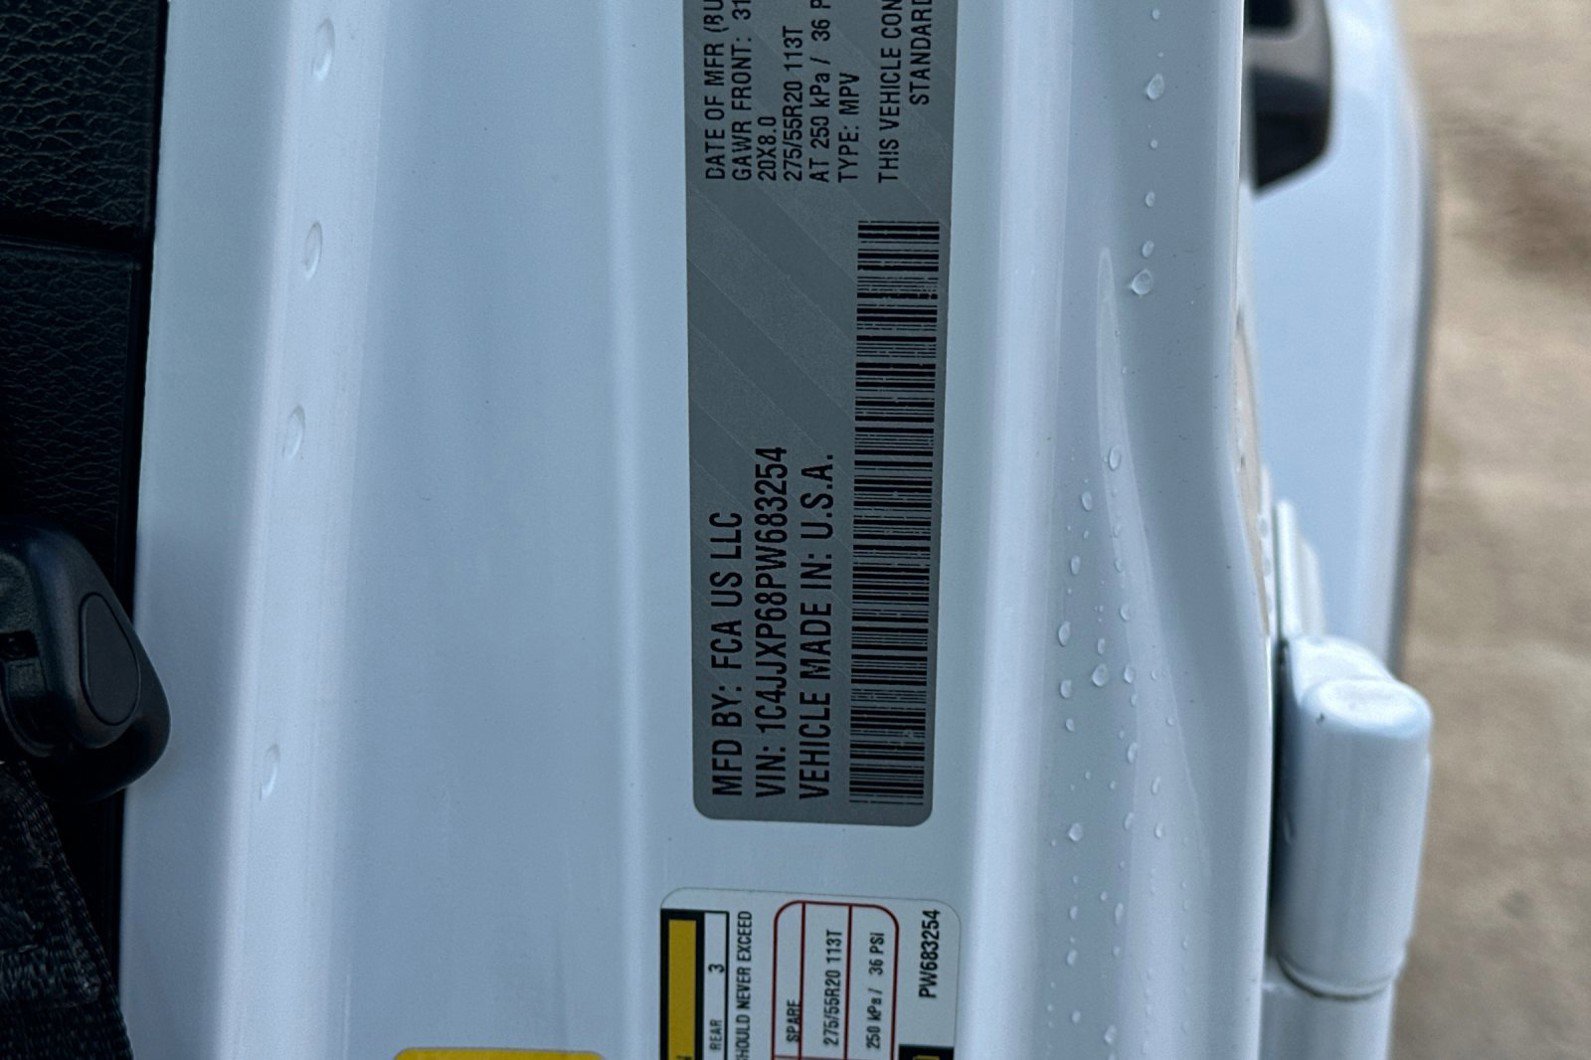 MFD BY: FCA US LLC
VIN: 1C4JJXP68PW683254
VEHICLE MADE IN: U.S.A.
DATE OF MFR
GAWR FRONT:
20X8.0
275/55R20 113T
AT 250 kPa / 36
TYPE: MPV
THIS VEHICLE
STANDARD
REAR 3
SHOULD NEVER EXCEED
SPARE
275/55R20 113T
250 kPa / 36 PSi
PW683254